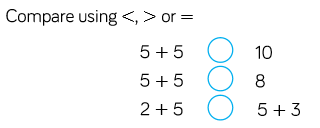 Compare using <, > or =
5 + 5 10
5 + 5 8
2 + 5 5 + 3